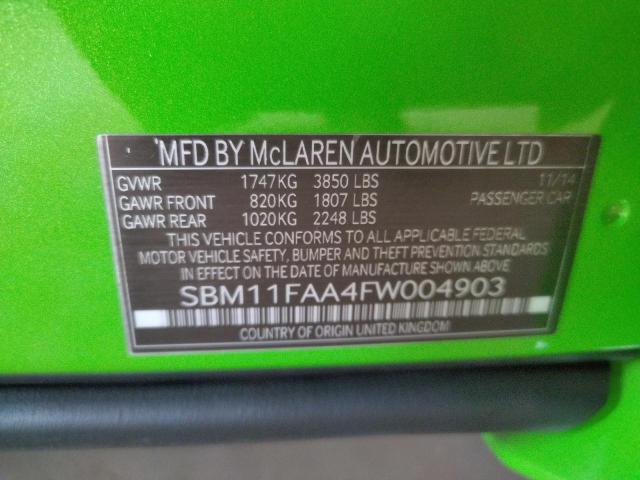 MFD BY McLAREN AUTOMOTIVE LTD
GVWR 1747KG 3850 LBS 11/14
GAWR FRONT 820KG 1807 LBS PASSENGER CAR
GAWR REAR 1020KG 2248 LBS
THIS VEHICLE CONFORMS TO ALL APPLICABLE FEDERAL
MOTOR VEHICLE SAFETY, BUMPER AND THEFT PREVENTION STANDARDS
IN EFFECT ON THE DATE OF MANUFACTURE SHOWN ABOVE
SBM11FAA4FW004903
COUNTRY OF ORIGIN UNITED KINGDOM